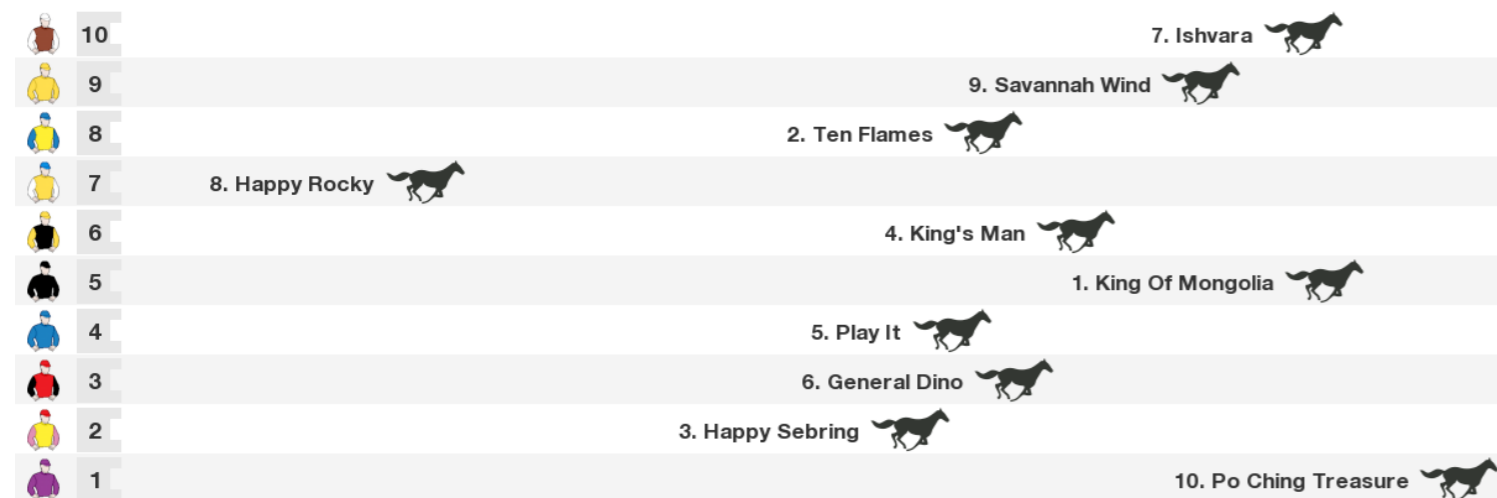 10 7. Ishvara
9 9. Savannah Wind
8 2. Ten Flames
7 8. Happy Rocky
6 4. King's Man
5 1. King Of Mongolia
4 5. Play It
3 6. General Dino
2 3. Happy Sebring
1 10. Po Ching Treasure